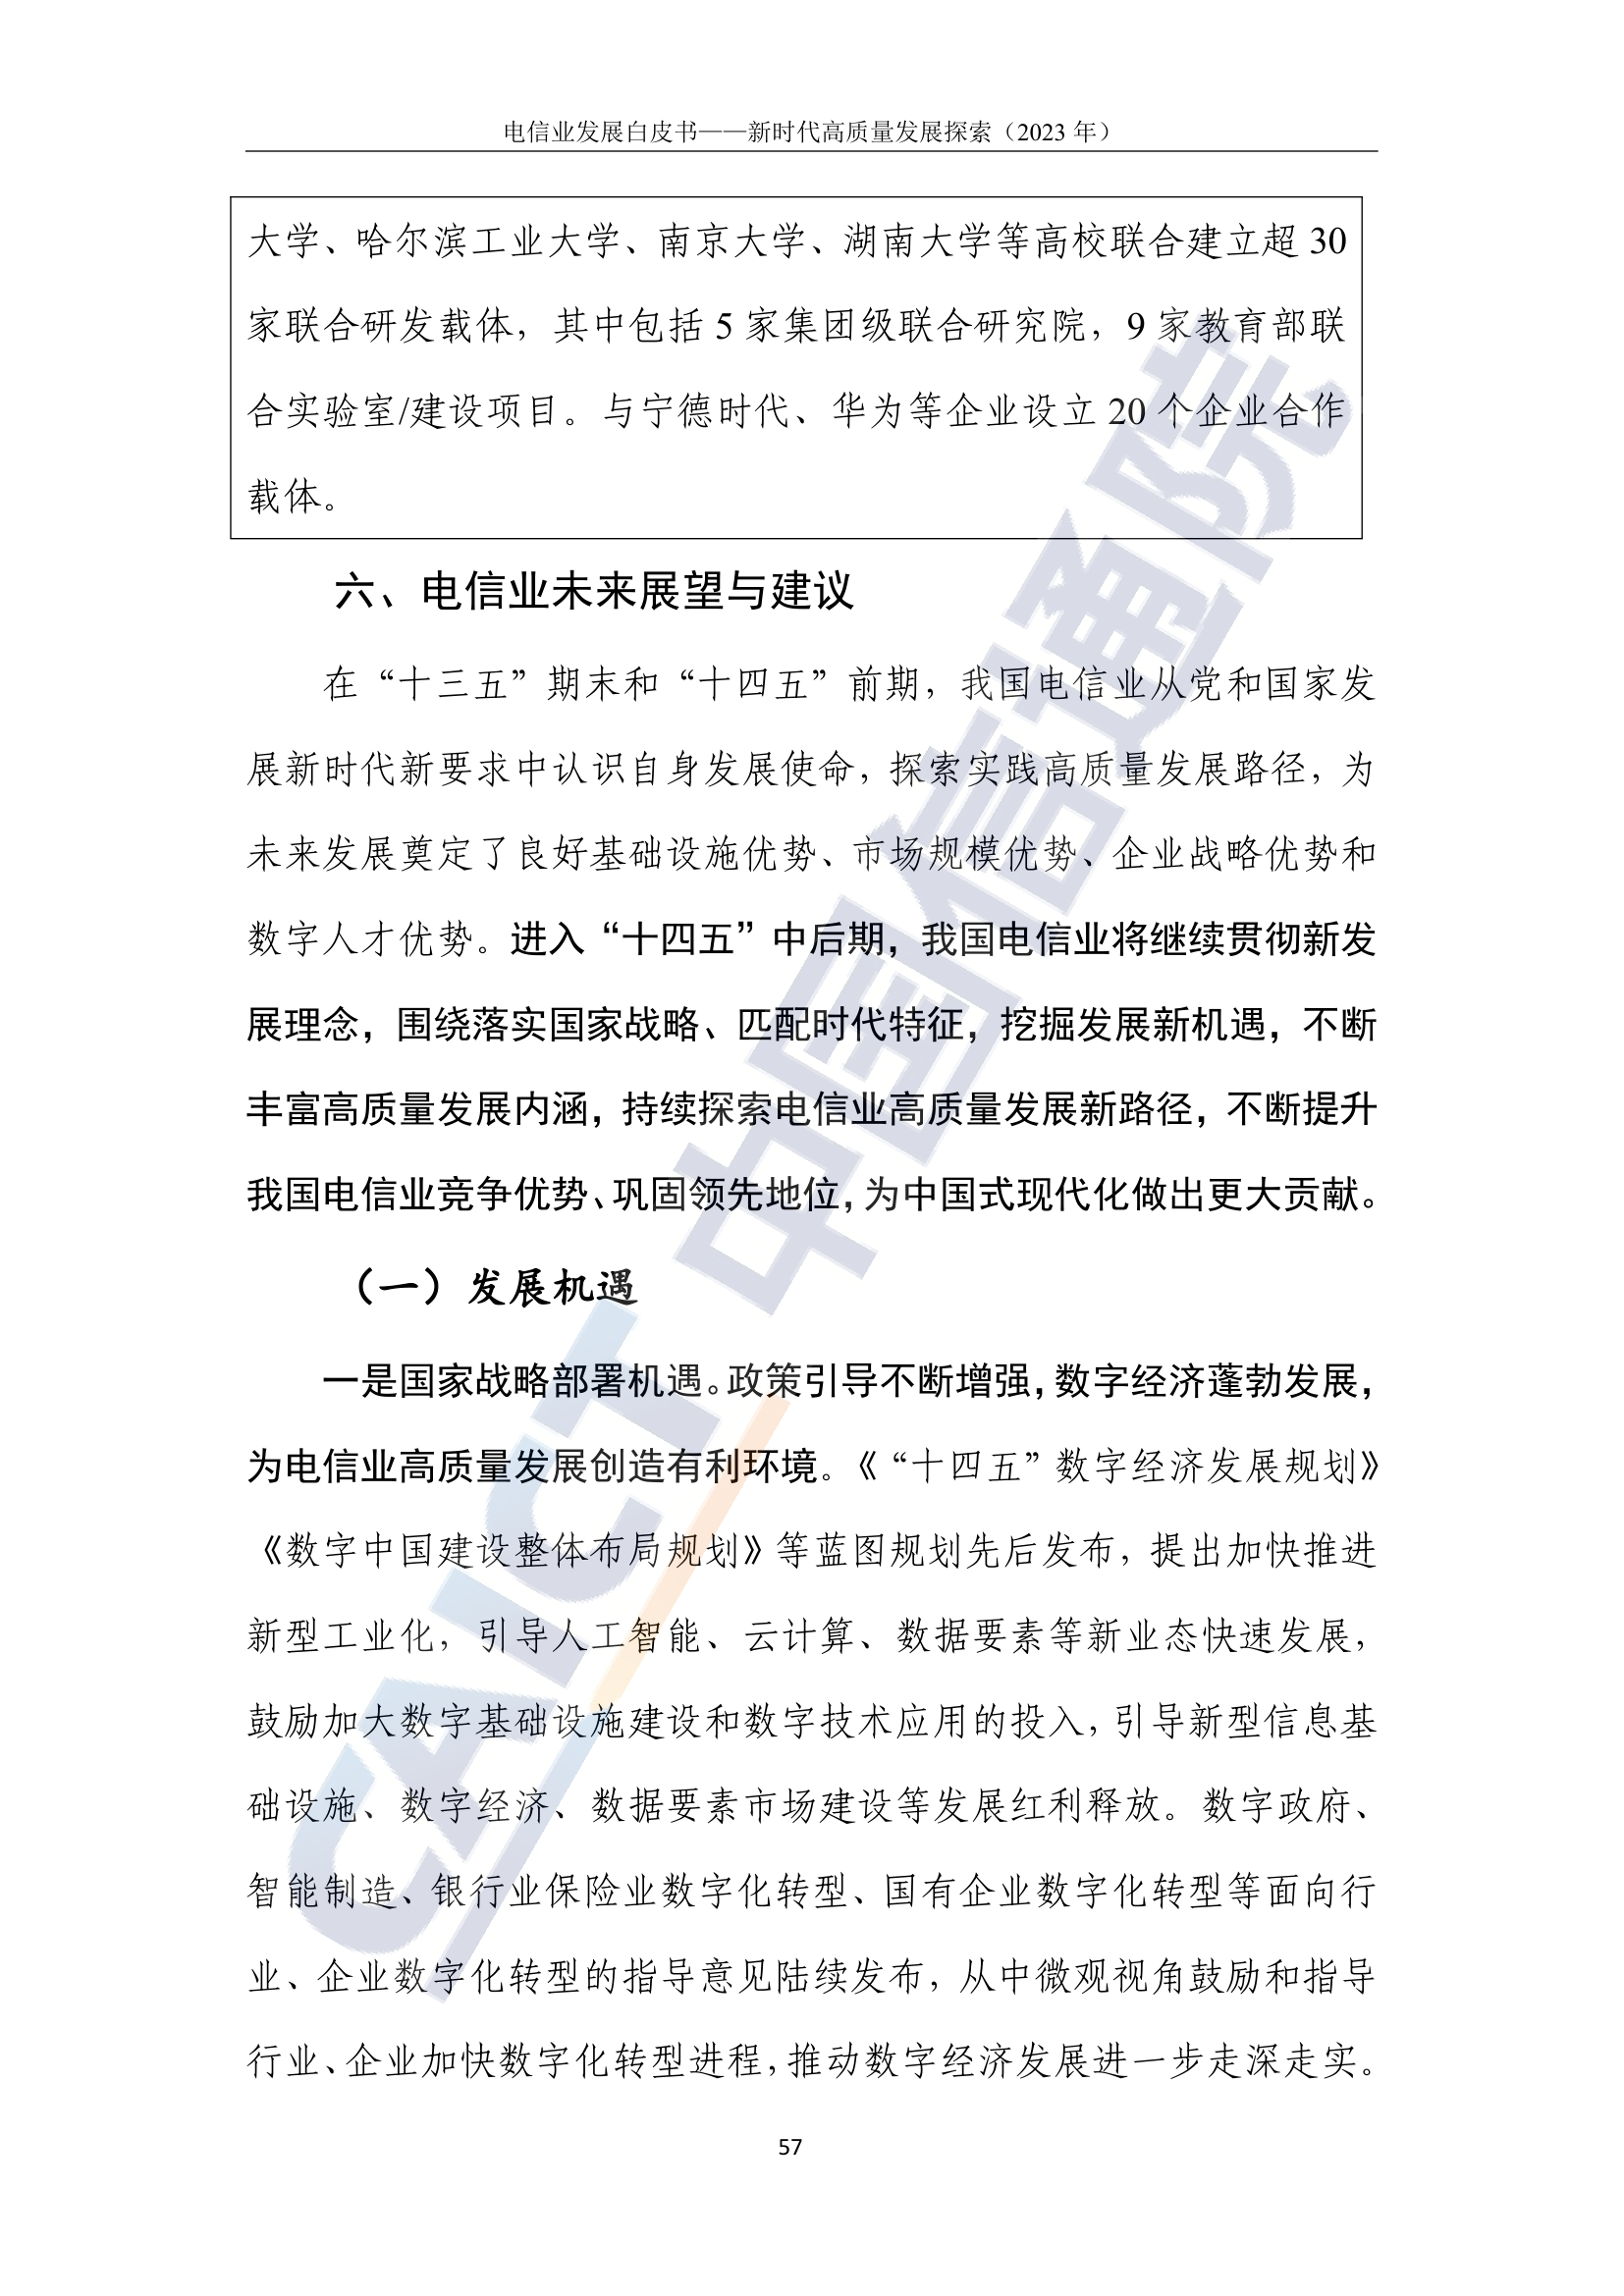 电信业发展白皮书——新时代高质量发展探索（2023 年）
大学、哈尔滨工业大学、南京大学、湖南大学等高校联合建立超 30
家联合研发载体，其中包括 5 家集团级联合研究院，9 家教育部联
合实验室/建设项目。与宁德时代、华为等企业设立 20 个企业合作
载体。
六、电信业未来展望与建议
在“十三五”期末和“十四五”前期，我国电信业从党和国家发
展新时代新要求中认识自身发展使命，探索实践高质量发展路径，为
未来发展奠定了良好基础设施优势、市场规模优势、企业战略优势和
数字人才优势。进入“十四五”中后期，我国电信业将继续贯彻新发
展理念，围绕落实国家战略、匹配时代特征，挖掘发展新机遇，不断
丰富高质量发展内涵，持续探索电信业高质量发展新路径，不断提升
我国电信业竞争优势、巩固领先地位，为中国式现代化做出更大贡献。
（一）发展机遇
一是国家战略部署机遇。政策引导不断增强，数字经济蓬勃发展，
为电信业高质量发展创造有利环境。《“十四五”数字经济发展规划》
《数字中国建设整体布局规划》等蓝图规划先后发布，提出加快推进
新型工业化，引导人工智能、云计算、数据要素等新业态快速发展，
鼓励加大数字基础设施建设和数字技术应用的投入，引导新型信息基
础设施、数字经济、数据要素市场建设等发展红利释放。数字政府、
智能制造、银行业保险业数字化转型、国有企业数字化转型等面向行
业、企业数字化转型的指导意见陆续发布，从中微观视角鼓励和指导
行业、企业加快数字化转型进程，推动数字经济发展进一步走深走实。
57
CAICT 中国信通院